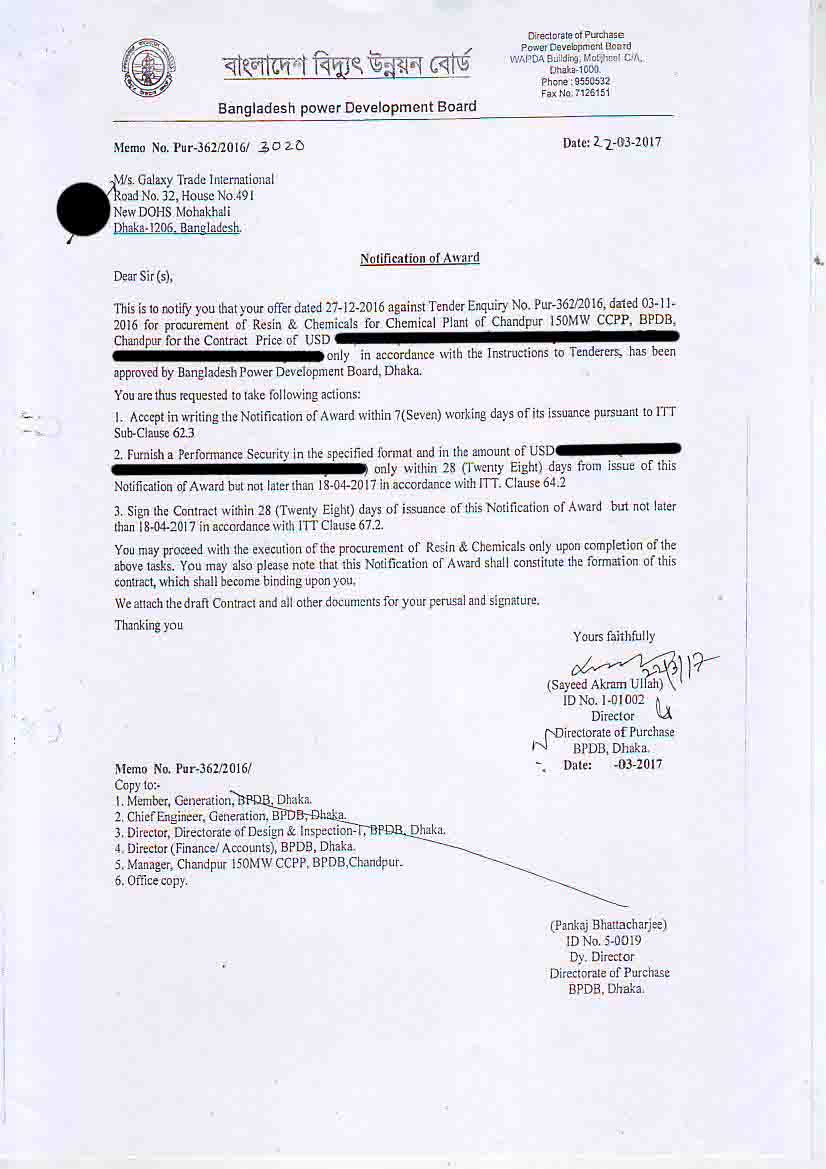 বাংলাদেশ বিদ্যুৎ উন্নয়ন বোর্ড
Bangladesh power Development Board
Directorate of Purchase
Power Development Board
WAPDA Building, Motijheel C/A,
Dhaka-1000.
Phone : 9550532
Fax No. 7126151
Memo No. Pur-362/2016/ 3020
Date: 22-03-2017
M/s. Galaxy Trade International
Road No. 32, House No.491
New DOHS Mohakhali
Dhaka-1206, Bangladesh.
Notification of Award
Dear Sir (s),
This is to notify you that your offer dated 27-12-2016 against Tender Enquiry No. Pur-362/2016, dated 03-11-
2016 for procurement of Resin & Chemicals for Chemical Plant of Chandpur 150MW CCPP, BPDB,
Chandpur for the Contract Price of USD
only in accordance with the Instructions to Tenderers, has been
approved by Bangladesh Power Development Board, Dhaka.
You are thus requested to take following actions:
1. Accept in writing the Notification of Award within 7(Seven) working days of its issuance pursuant to ITT
Sub-Clause 62.3
2. Furnish a Performance Security in the specified format and in the amount of USD
) only within 28 (Twenty Eight) days from issue of this
Notification of Award but not later than 18-04-2017 in accordance with ITT. Clause 64.2
3. Sign the Contract within 28 (Twenty Eight) days of issuance of this Notification of Award but not later
than 18-04-2017 in accordance with ITT Clause 67.2.
You may proceed with the execution of the procurement of Resin & Chemicals only upon completion of the
above tasks. You may also please note that this Notification of Award shall constitute the formation of this
contract, which shall become binding upon you.
We attach the draft Contract and all other documents for your perusal and signature.
Thanking you
Yours faithfully
22/3/17
(Sayeed Akram Ullah)
ID No. 1-01002
Director
Directorate of Purchase
BPDB, Dhaka.
Date: -03-2017
Memo No. Pur-362/2016/
Copy to:-
1. Member, Generation, BPDB, Dhaka.
2. Chief Engineer, Generation, BPDB, Dhaka.
3. Director, Directorate of Design & Inspection-1, BPDB, Dhaka.
4. Director (Finance/ Accounts), BPDB, Dhaka.
5. Manager, Chandpur 150MW CCPP, BPDB,Chandpur.
6. Office copy.
(Pankaj Bhattacharjee)
ID No. 5-0019
Dy. Director
Directorate of Purchase
BPDB, Dhaka.